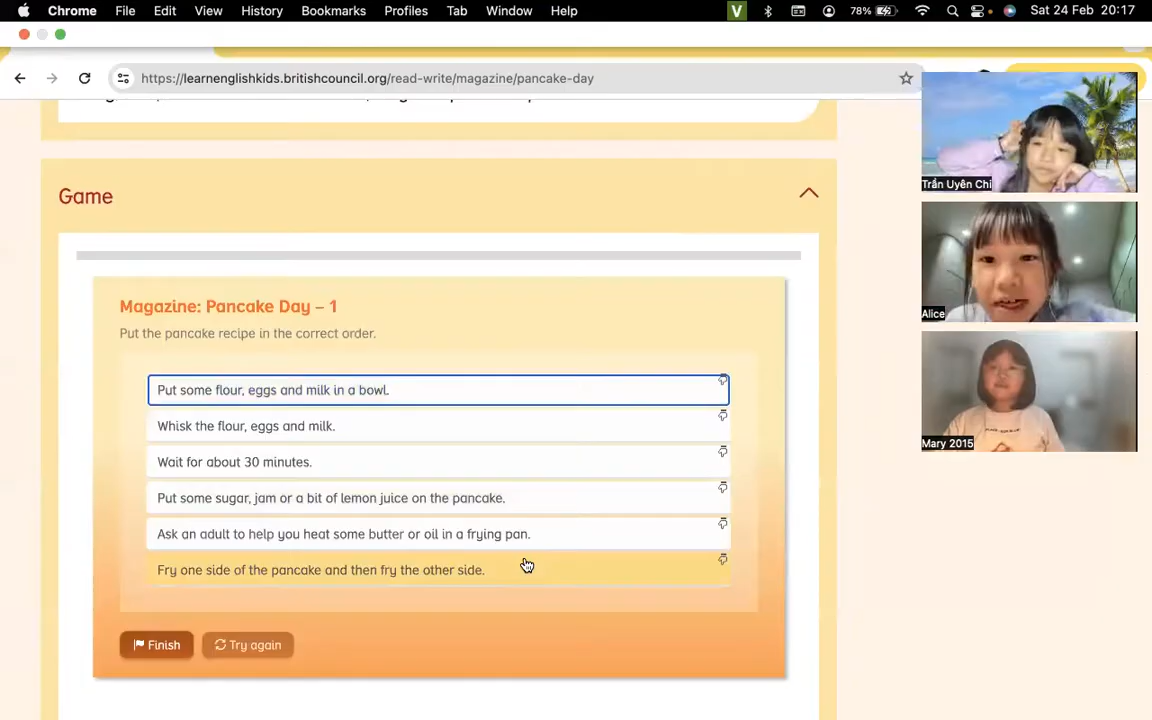 Chrome File Edit View History Bookmarks Profiles Tab Window Help V 78% Sat 24 Feb 20:17
https://learnenglishkids.britishcouncil.org/read-write/magazine/pancake-day
Trần Uyên Chi
Game
Alice
Magazine: Pancake Day – 1
Put the pancake recipe in the correct order.
Put some flour, eggs and milk in a bowl.
Whisk the flour, eggs and milk.
Mary 2015
Wait for about 30 minutes.
Put some sugar, jam or a bit of lemon juice on the pancake.
Ask an adult to help you heat some butter or oil in a frying pan.
Fry one side of the pancake and then fry the other side.
Finish Try again